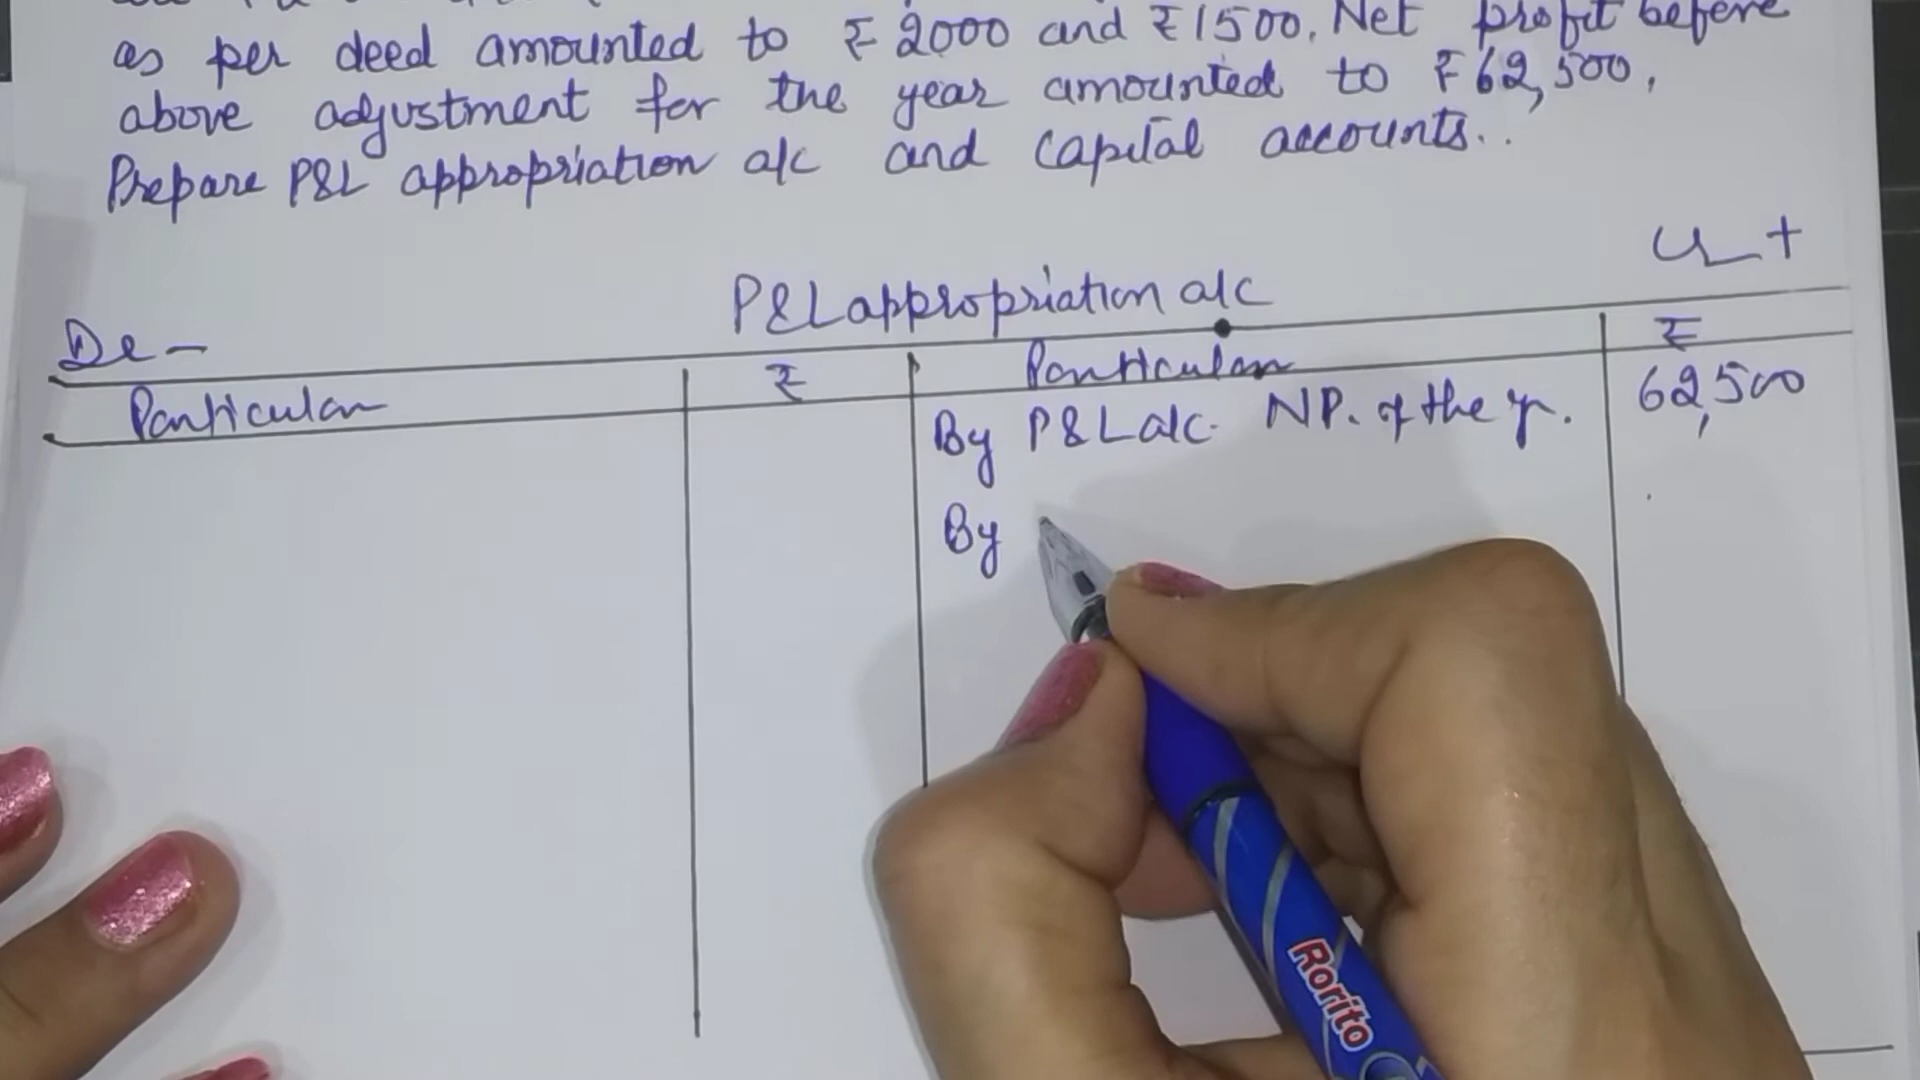 as per deed amounted to ₹ 2000 and ₹1500. Net profit before
above adjustment for the year amounted to ₹62,500.
Prepare P&L appropriation a/c and capital accounts..
Cr +
P&L appropriation a/c
Dr -
Particular ₹ Particular ₹
By P&L a/c. NP. of the yr. 62,500
By
Rorito